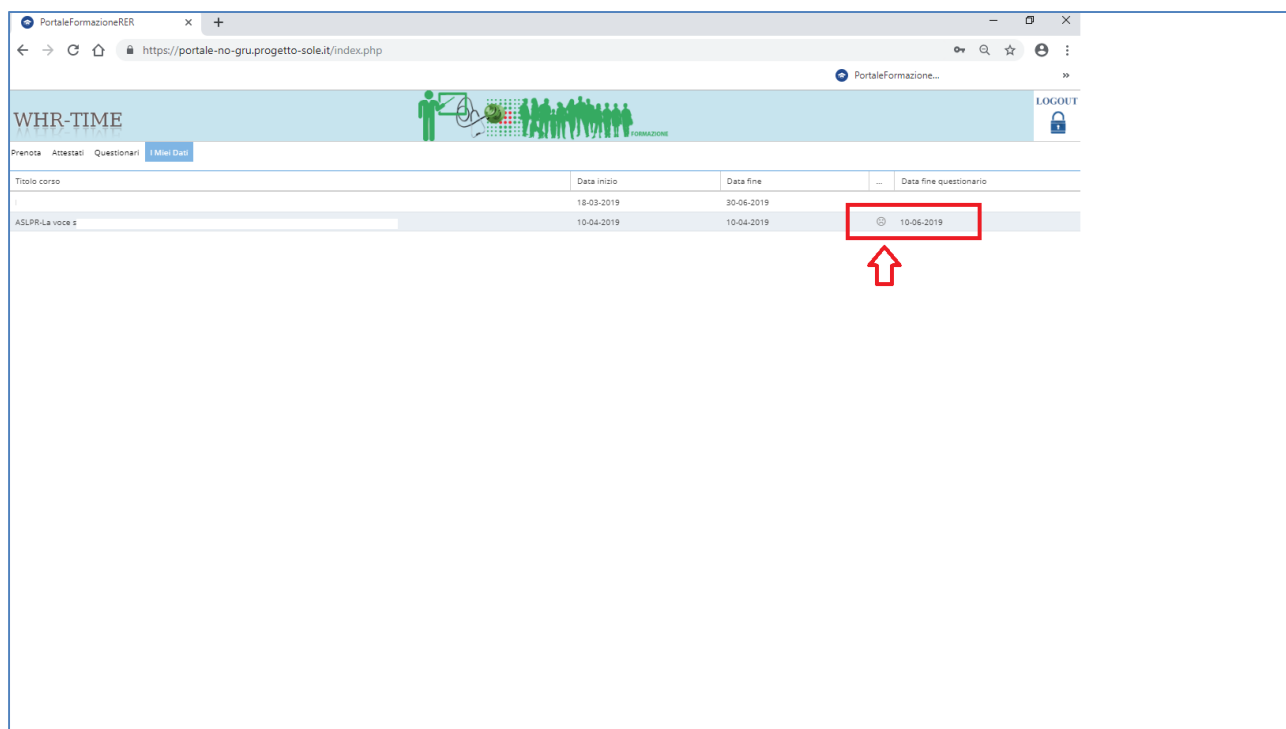 PortaleFormazioneRER
https://portale-no-gru.progetto-sole.it/index.php
PortaleFormazione...
WHR-TIME
FORMAZIONE
LOGOUT
Prenota Attestati Questionari I Miei Dati
Titolo corso Data inizio Data fine ... Data fine questionario
18-03-2019 30-06-2019
ASLPR-La voce s 10-04-2019 10-04-2019 10-06-2019